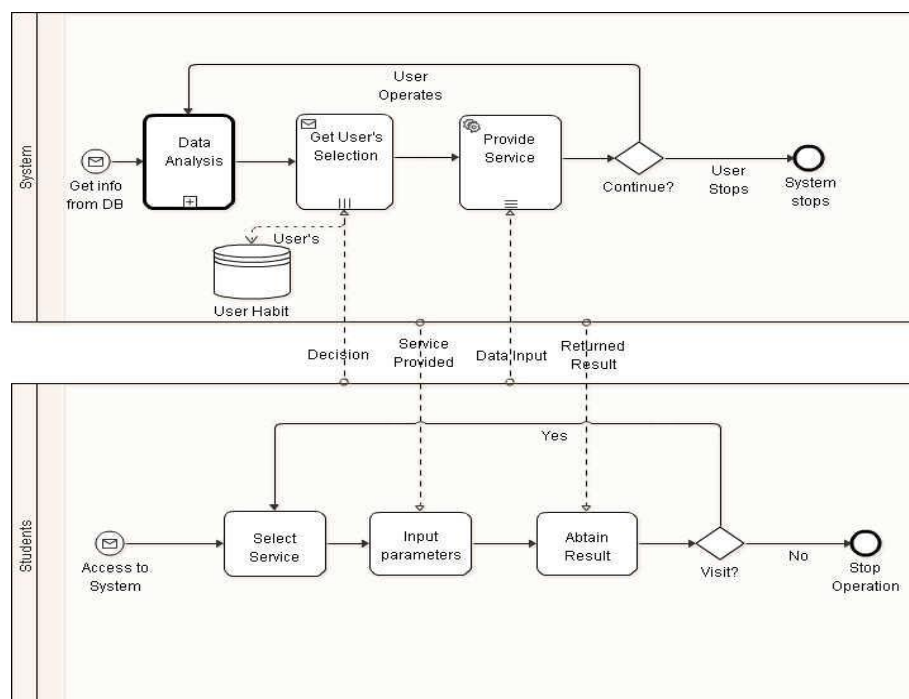 System
User
Operates
Data
Analysis
Get User's
Selection
Provide
Service
Get info
from DB
Continue?
User
Stops
System
stops
User's
User Habit
Decision
Service
Provided
Data Input
Returned
Result
Students
Yes
Select
Service
Input
parameters
Abtain
Result
Access to
System
Visit?
No
Stop
Operation